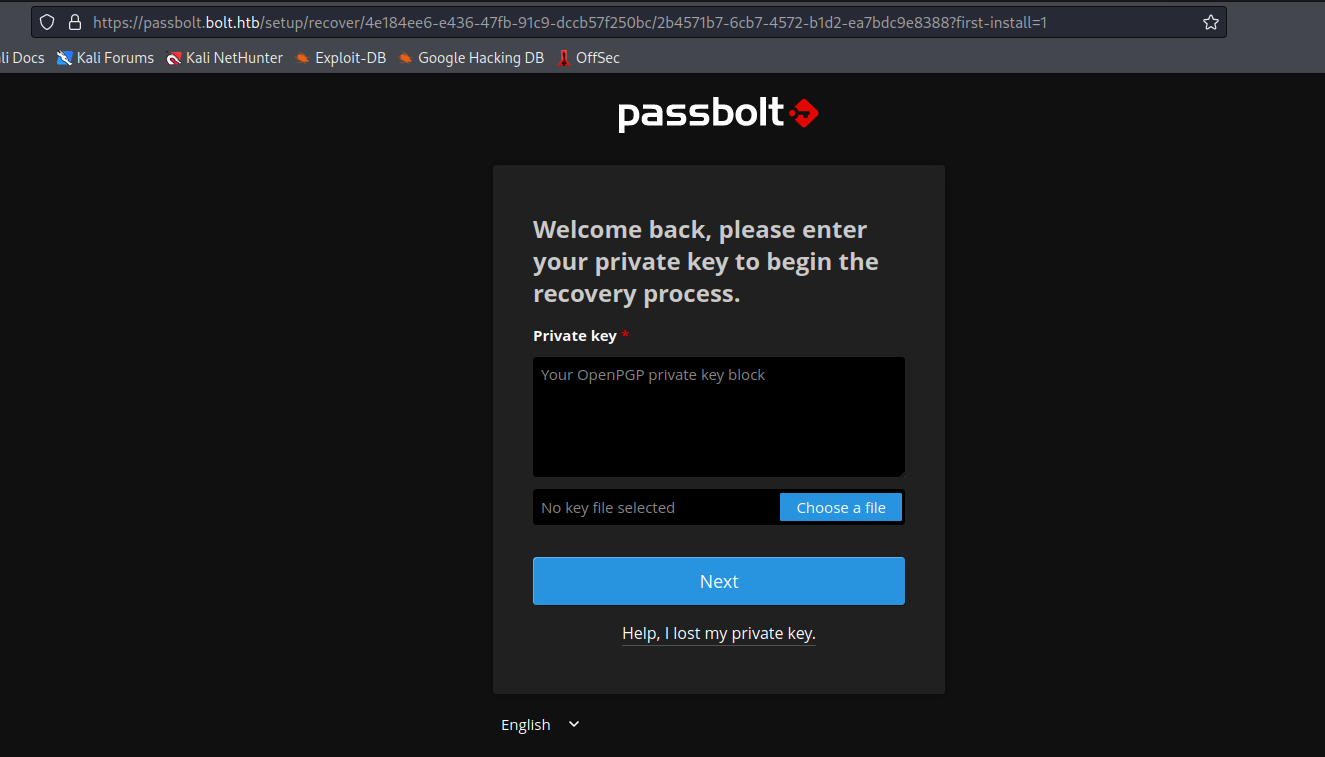 https://passbolt.bolt.htb/setup/recover/4e184ee6-e436-47fb-91c9-dccb57f250bc/2b4571b7-6cb7-4572-b1d2-ea7bdc9e8388?first-install=1
li Docs Kali Forums Kali NetHunter Exploit-DB Google Hacking DB OffSec
passbolt
Welcome back, please enter
your private key to begin the
recovery process.
Private key *
Your OpenPGP private key block
No key file selected Choose a file
Next
Help, I lost my private key.
English